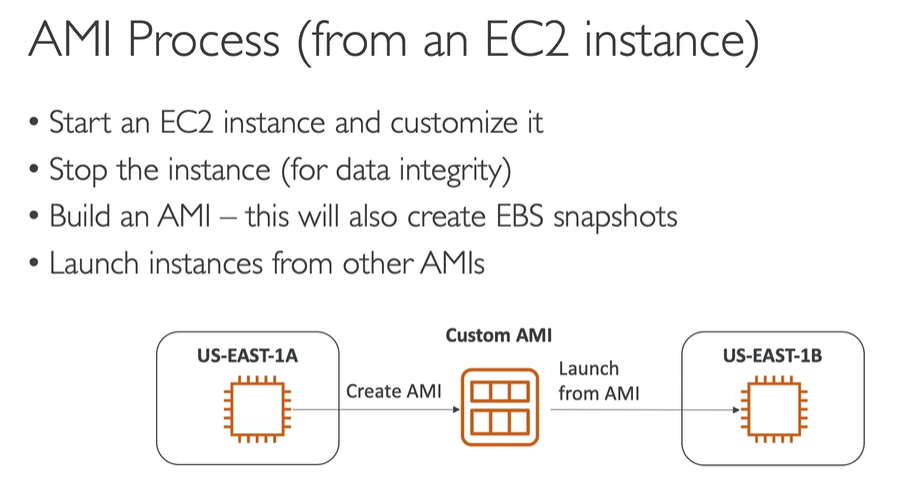 AMI Process (from an EC2 instance)
• Start an EC2 instance and customize it
• Stop the instance (for data integrity)
• Build an AMI – this will also create EBS snapshots
• Launch instances from other AMIs
Custom AMI
US-EAST-1A
US-EAST-1B
Create AMI
Launch
from AMI